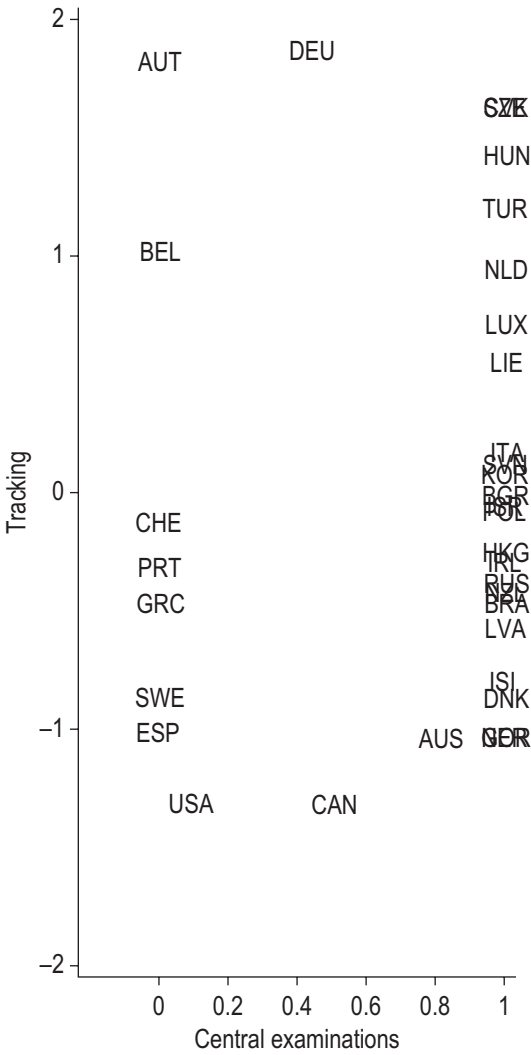 2
DEU
AUT
HUN
TUR
BEL
1
NLD
LUX
LIE
ITA
SVN
KOR
0
BGR
POL
CHE
HKG
IRL
PRT
RUS
GRC
BRA
LVA
ISL
SWE
DNK
ESP
–1
AUS
USA
CAN
–2
0 0.2 0.4 0.6 0.8 1
Central examinations
Tracking